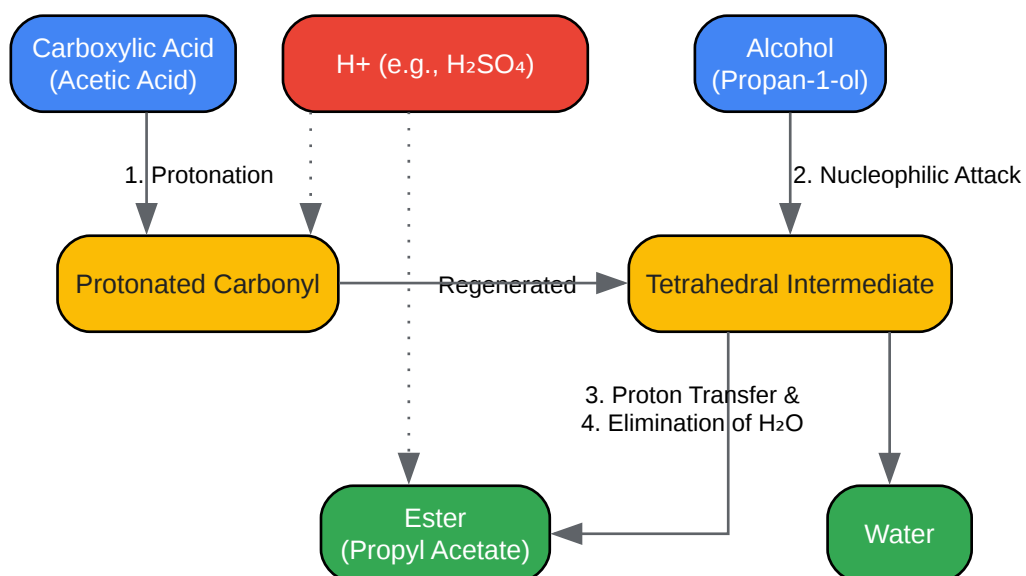 Carboxylic Acid
(Acetic Acid)
H+ (e.g., H₂SO₄)
Alcohol
(Propan-1-ol)
1. Protonation
2. Nucleophilic Attack
Protonated Carbonyl
Regenerated
Tetrahedral Intermediate
3. Proton Transfer &
4. Elimination of H₂O
Ester
(Propyl Acetate)
Water